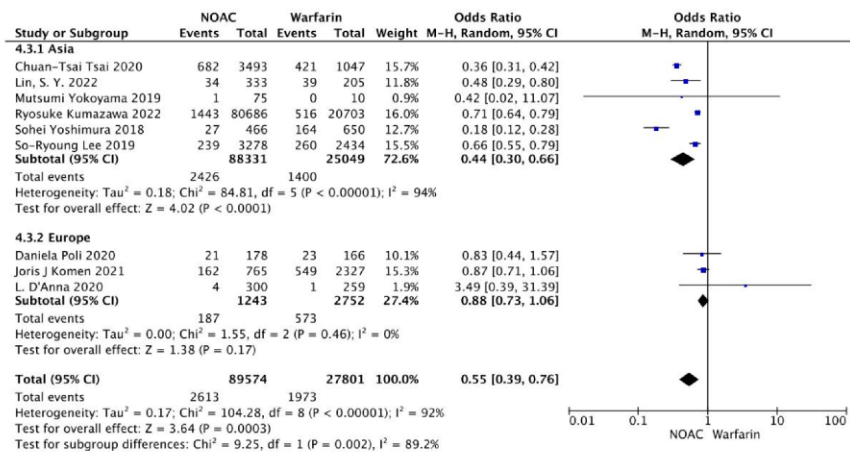 NOAC Warfarin Odds Ratio Odds Ratio
Study or Subgroup Events Total Events Total Weight M-H, Random, 95% CI M-H, Random, 95% CI
4.3.1 Asia
Chuan-Tsai Tsai 2020 682 3493 421 1047 15.7% 0.36 [0.31, 0.42]
Lin, S. Y. 2022 34 333 39 205 11.8% 0.48 [0.29, 0.80]
Mutsumi Yokoyama 2019 1 75 0 10 0.9% 0.42 [0.02, 11.07]
Ryosuke Kumazawa 2022 1443 80686 516 20703 16.0% 0.71 [0.64, 0.79]
Sohei Yoshimura 2018 27 466 164 650 12.7% 0.18 [0.12, 0.28]
So-Ryoung Lee 2019 239 3278 260 2434 15.5% 0.66 [0.55, 0.79]
Subtotal (95% CI) 88331 25049 72.6% 0.44 [0.30, 0.66]
Total events 2426 1400
Heterogeneity: Tau² = 0.18; Chi² = 84.81, df = 5 (P < 0.00001); I² = 94%
Test for overall effect: Z = 4.02 (P < 0.0001)
4.3.2 Europe
Daniela Poli 2020 21 178 23 166 10.1% 0.83 [0.44, 1.57]
Joris J Komen 2021 162 765 549 2327 15.3% 0.87 [0.71, 1.06]
L. D'Anna 2020 4 300 1 259 1.9% 3.49 [0.39, 31.39]
Subtotal (95% CI) 1243 2752 27.4% 0.88 [0.73, 1.06]
Total events 187 573
Heterogeneity: Tau² = 0.00; Chi² = 1.55, df = 2 (P = 0.46); I² = 0%
Test for overall effect: Z = 1.38 (P = 0.17)
Total (95% CI) 89574 27801 100.0% 0.55 [0.39, 0.76]
Total events 2613 1973
Heterogeneity: Tau² = 0.17; Chi² = 104.28, df = 8 (P < 0.00001); I² = 92%
Test for overall effect: Z = 3.64 (P = 0.0003)
Test for subgroup differences: Chi² = 9.25, df = 1 (P = 0.002), I² = 89.2%
0.01 0.1 1 10 100
NOAC Warfarin